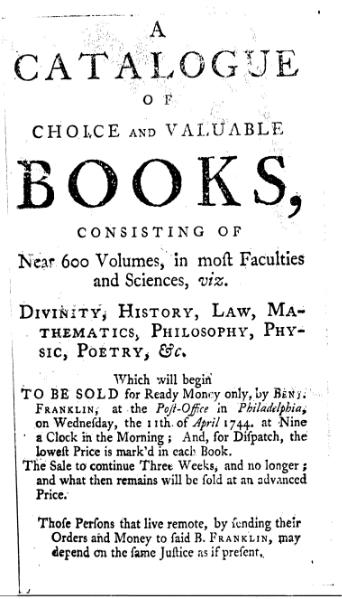 A
CATALOGUE
OF
CHOICE AND VALUABLE
BOOKS,
CONSISTING OF
Near 600 Volumes, in moſt Faculties
and Sciences, viz.
DIVINITY, HISTORY, LAW, MA-
THEMATICS, PHILOSOPHY, PHY-
SIC, POETRY, &c.
Which will begin
TO BE SOLD for Ready Money only, by BENJ.
FRANKLIN, at the Poſt-Office in Philadelphia,
on Wedneſday, the 11th of April 1744. at Nine
a Clock in the Morning; And, for Diſpatch, the
loweſt Price is mark'd in each Book.
The Sale to continue Three Weeks, and no longer;
and what then remains will be ſold at an advanced
Price.
Thoſe Perſons that live remote, by ſending their
Orders and Money to ſaid B. FRANKLIN, may
depend on the ſame Juſtice as if preſent.